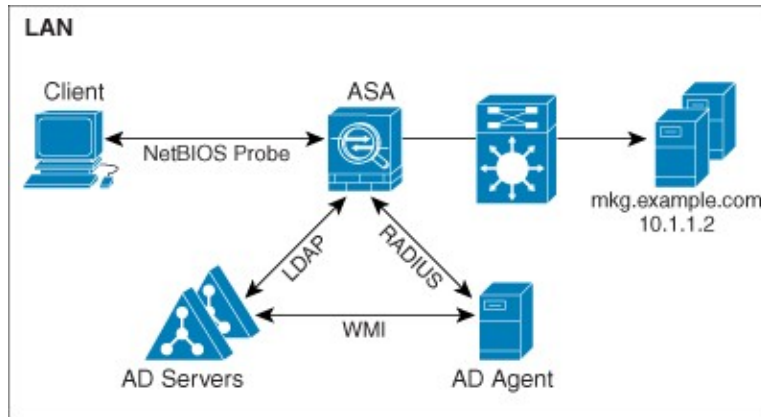 LAN
Client
ASA
NetBIOS Probe
mkg.example.com
10.1.1.2
LDAP
RADIUS
WMI
AD Servers
AD Agent